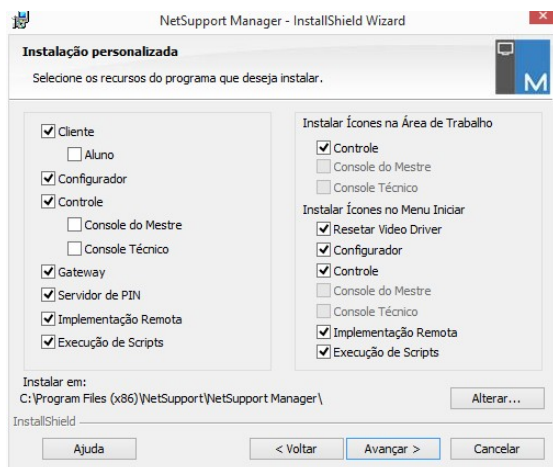 NetSupport Manager - InstallShield Wizard
Instalação personalizada
Selecione os recursos do programa que deseja instalar.
M
Cliente
Aluno
Configurador
Controle
Console do Mestre
Console Técnico
Gateway
Servidor de PIN
Implementação Remota
Execução de Scripts
Instalar Ícones na Área de Trabalho
Controle
Console do Mestre
Console Técnico
Instalar Ícones no Menu Iniciar
Resetar Video Driver
Configurador
Controle
Console do Mestre
Console Técnico
Implementação Remota
Execução de Scripts
Instalar em:
C:\Program Files (x86)\NetSupport\NetSupport Manager\
Alterar...
InstallShield
Ajuda
< Voltar
Avançar >
Cancelar